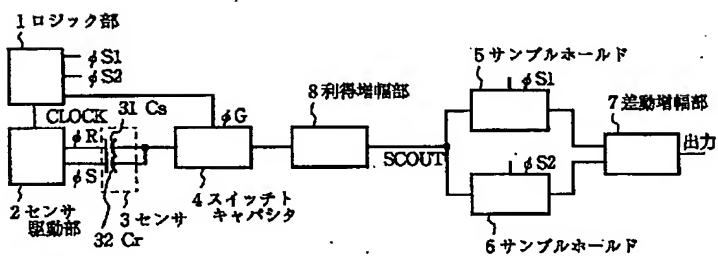 1 ロジック部
φS1
φS2
CLOCK
31 Cs
φR
φS
2 センサ
駆動部
3 センサ
32 Cr
φG
4 スイッチト
キャパシタ
8 利得増幅部
SCOUT
5 サンプルホールド
φS1
φS2
6 サンプルホールド
7 差動増幅部
出力